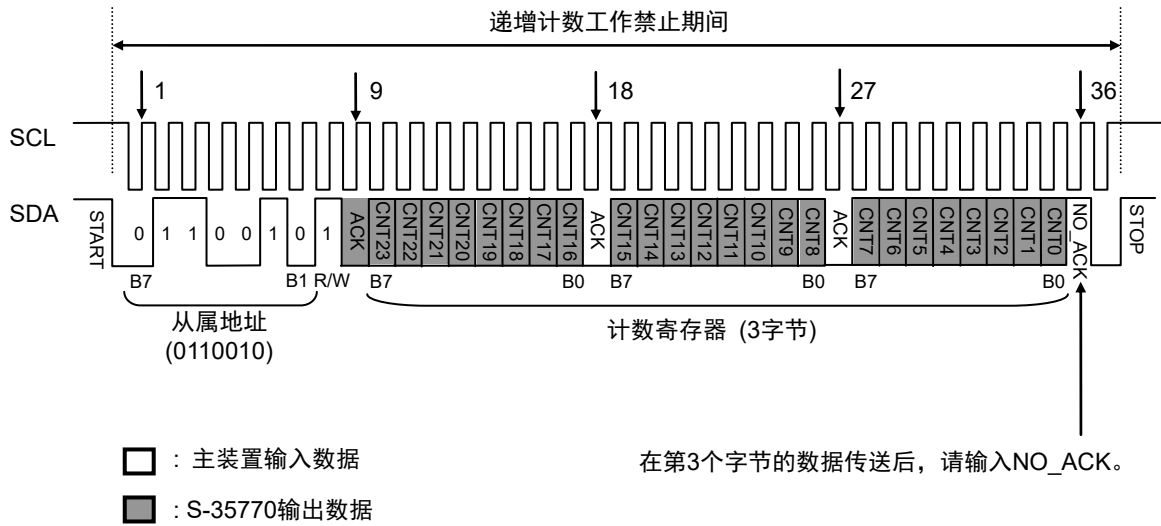 递增计数工作禁止期间
1 9 18 27 36
SCL
SDA
START 0 1 1 0 0 1 0 1 ACK CNT23 CNT22 CNT21 CNT20 CNT19 CNT18 CNT17 CNT16 ACK CNT15 CNT14 CNT13 CNT12 CNT11 CNT10 CNT9 CNT8 ACK CNT7 CNT6 CNT5 CNT4 CNT3 CNT2 CNT1 CNT0 NO_ACK STOP
B7 B1 R/W B7 B0 B7 B0 B7 B0
从属地址
(0110010)
计数寄存器 (3字节)
: 主装置输入数据
: S-35770输出数据
在第3个字节的数据传送后，请输入NO_ACK。